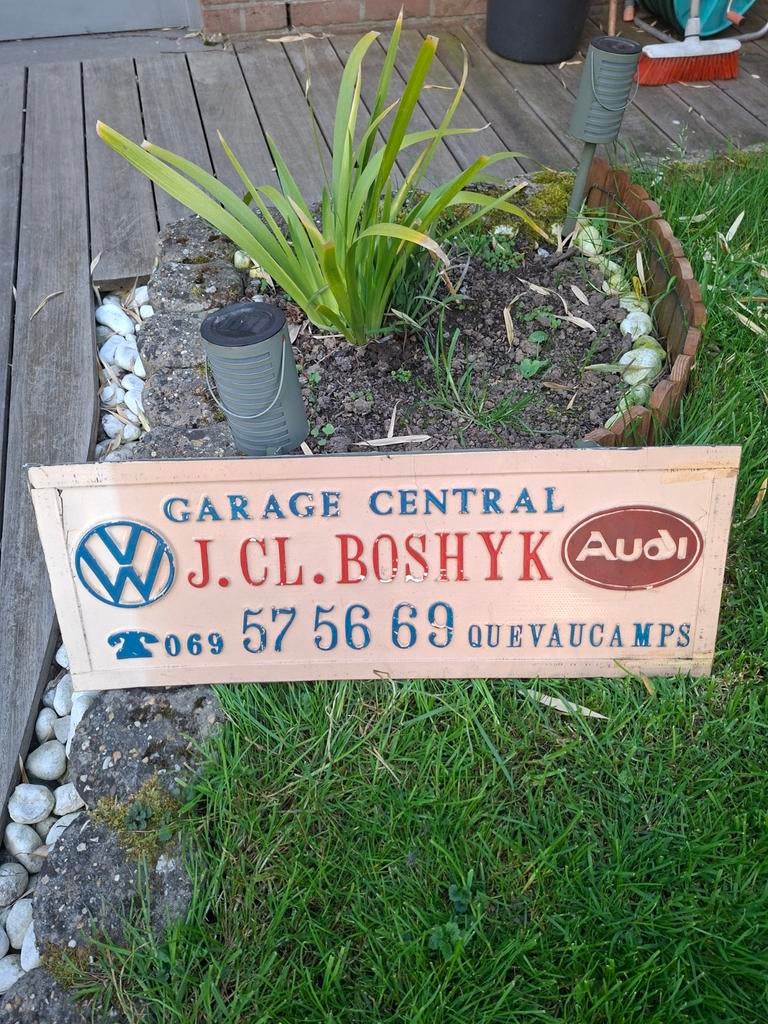 GARAGE CENTRAL
VW J.CL.BOSHYK Audi
069 57 56 69 QUEVAUCAMPS